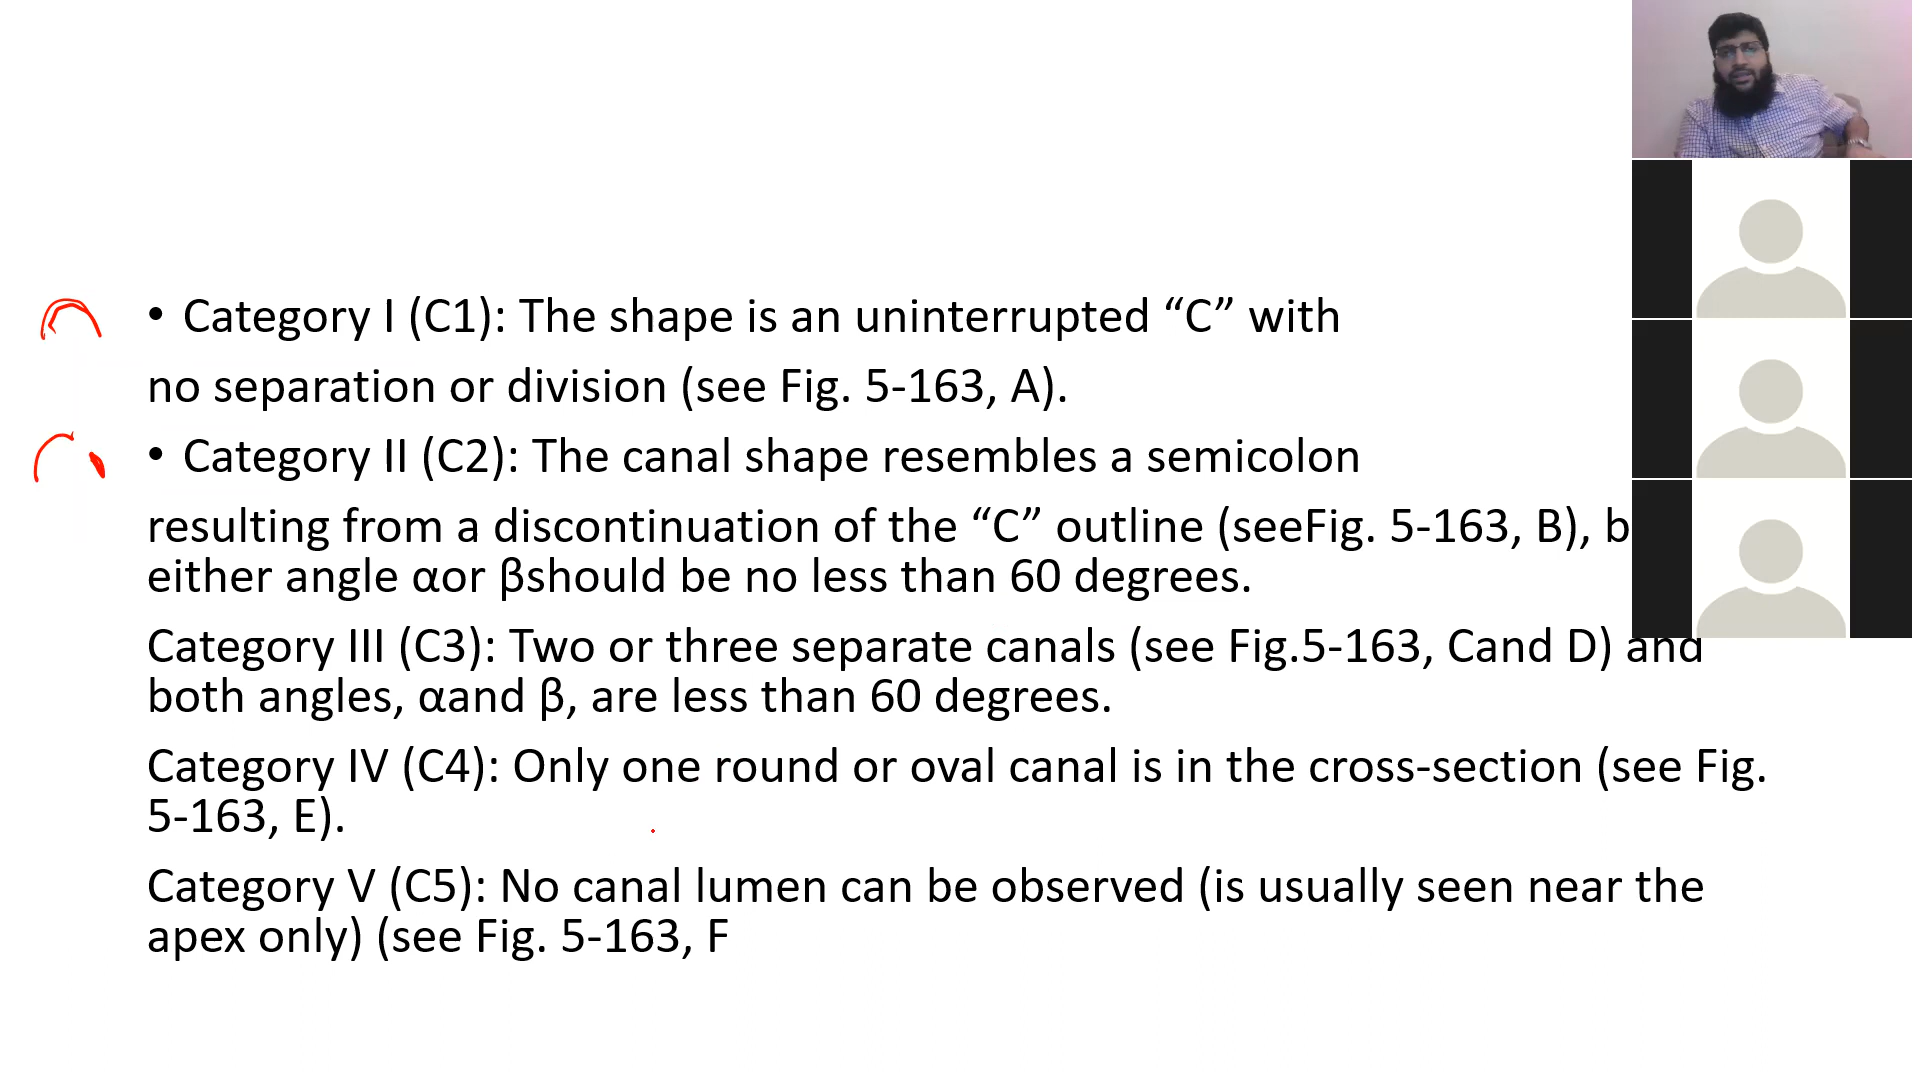 • Category I (C1): The shape is an uninterrupted “C” with
no separation or division (see Fig. 5-163, A).
• Category II (C2): The canal shape resembles a semicolon
resulting from a discontinuation of the “C” outline (seeFig. 5-163, B),
either angle αor βshould be no less than 60 degrees.
Category III (C3): Two or three separate canals (see Fig.5-163, Cand D) and
both angles, αand β, are less than 60 degrees.
Category IV (C4): Only one round or oval canal is in the cross-section (see Fig.
5-163, E).
Category V (C5): No canal lumen can be observed (is usually seen near the
apex only) (see Fig. 5-163, F